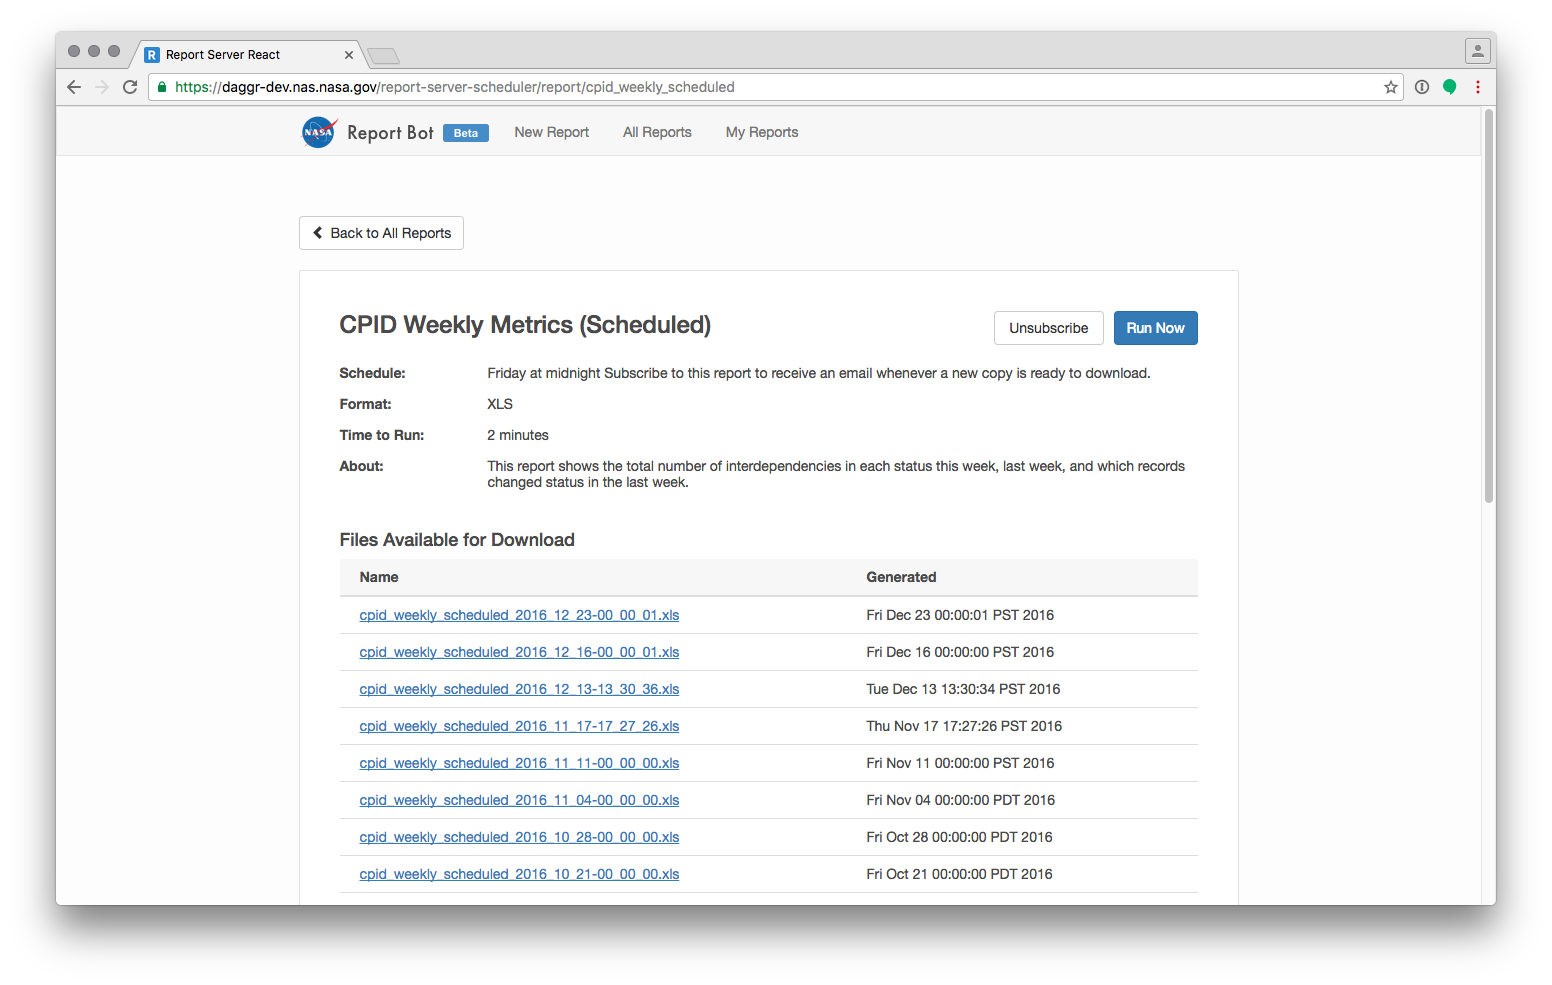 R Report Server React
https://daggr-dev.nas.nasa.gov/report-server-scheduler/report/cpid_weekly_scheduled
NASA Report Bot Beta New Report All Reports My Reports
Back to All Reports
CPID Weekly Metrics (Scheduled) Unsubscribe Run Now
Schedule: Friday at midnight Subscribe to this report to receive an email whenever a new copy is ready to download.
Format: XLS
Time to Run: 2 minutes
About: This report shows the total number of interdependencies in each status this week, last week, and which records
changed status in the last week.
Files Available for Download
Name Generated
cpid_weekly_scheduled_2016_12_23-00_00_01.xls Fri Dec 23 00:00:01 PST 2016
cpid_weekly_scheduled_2016_12_16-00_00_01.xls Fri Dec 16 00:00:00 PST 2016
cpid_weekly_scheduled_2016_12_13-13_30_36.xls Tue Dec 13 13:30:34 PST 2016
cpid_weekly_scheduled_2016_11_17-17_27_26.xls Thu Nov 17 17:27:26 PST 2016
cpid_weekly_scheduled_2016_11_11-00_00_00.xls Fri Nov 11 00:00:00 PST 2016
cpid_weekly_scheduled_2016_11_04-00_00_00.xls Fri Nov 04 00:00:00 PDT 2016
cpid_weekly_scheduled_2016_10_28-00_00_00.xls Fri Oct 28 00:00:00 PDT 2016
cpid_weekly_scheduled_2016_10_21-00_00_00.xls Fri Oct 21 00:00:00 PDT 2016